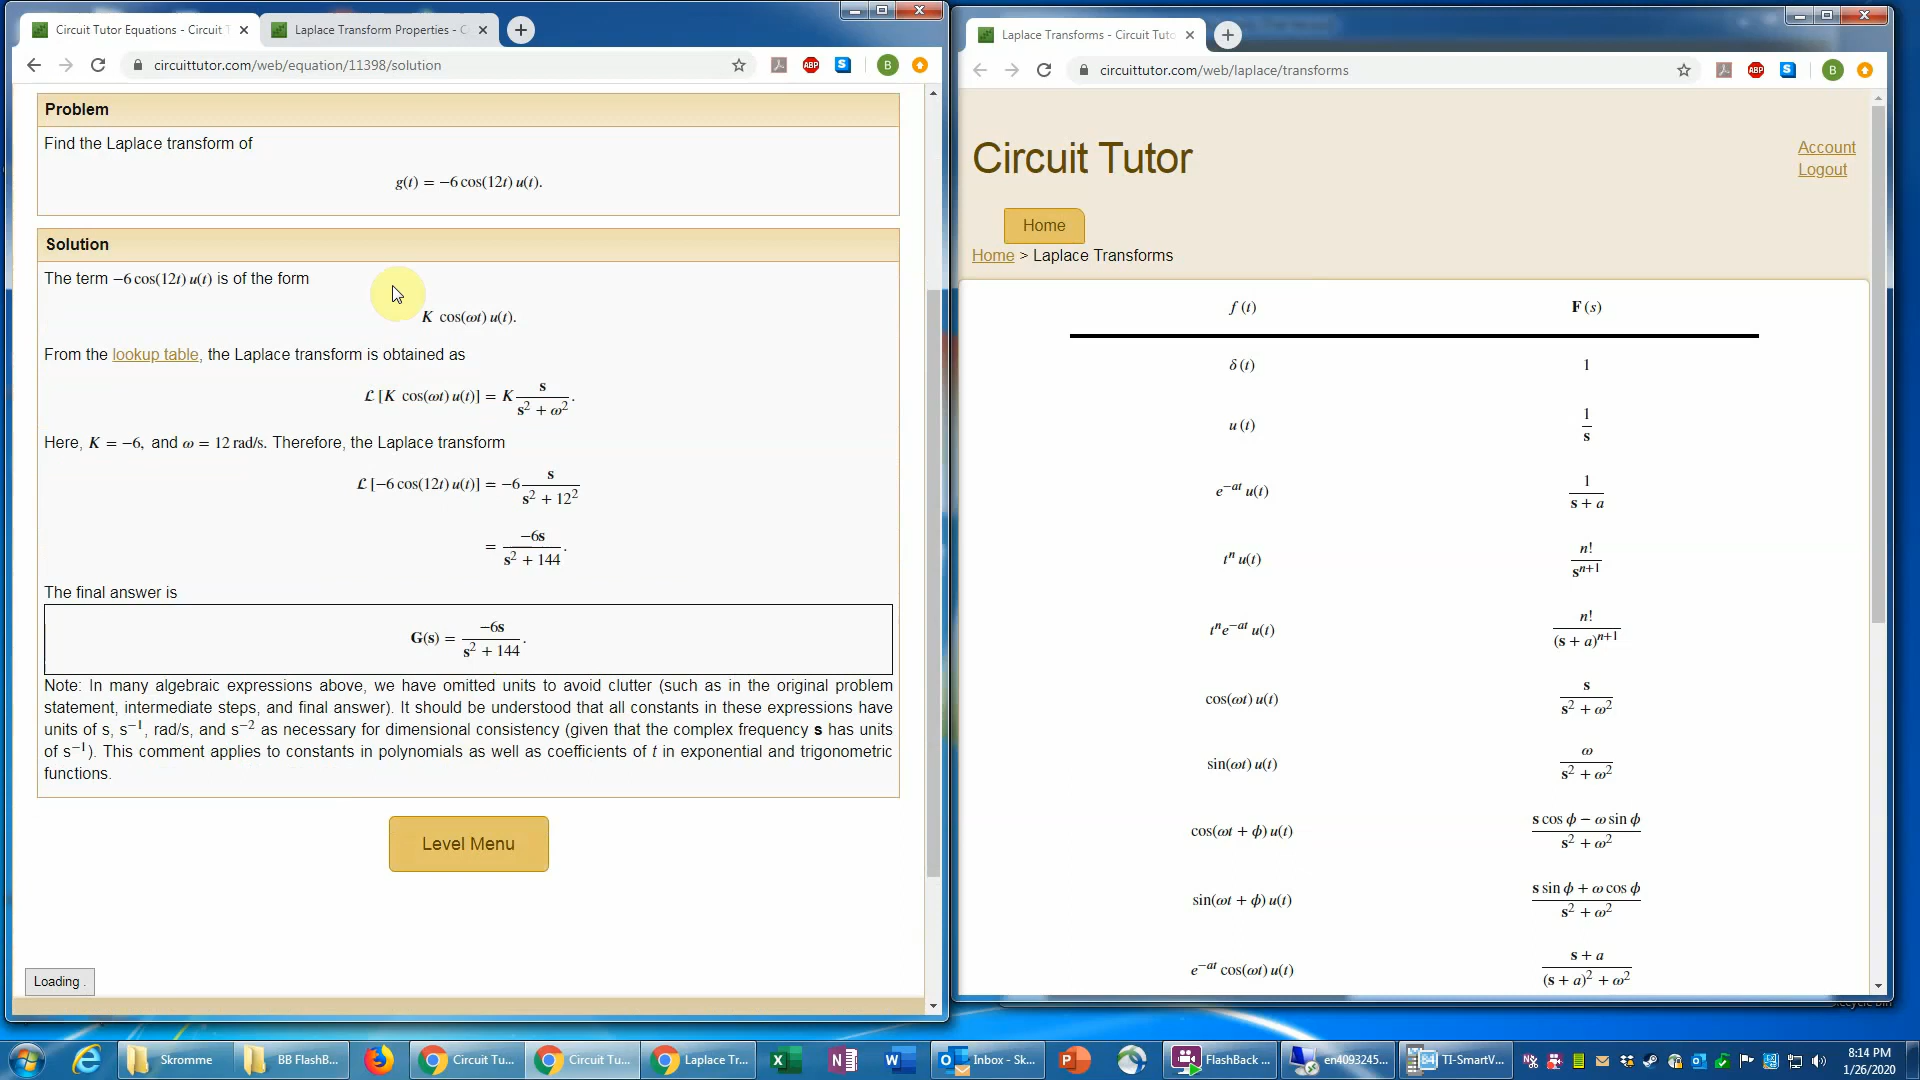 Circuit Tutor Equations - Circuit T
Laplace Transform Properties - C
circuittutor.com/web/equation/11398/solution
ABP
S
B
Problem
Find the Laplace transform of
g(t) = −6 cos(12t) u(t).
Solution
The term −6 cos(12t) u(t) is of the form
K cos(ωt) u(t).
From the lookup table, the Laplace transform is obtained as
ℒ [K cos(ωt) u(t)] = K s / (s² + ω²).
Here, K = −6, and ω = 12 rad/s. Therefore, the Laplace transform
ℒ [−6 cos(12t) u(t)] = −6 s / (s² + 12²)
= −6s / (s² + 144).
The final answer is
G(s) = −6s / (s² + 144).
Note: In many algebraic expressions above, we have omitted units to avoid clutter (such as in the original problem
statement, intermediate steps, and final answer). It should be understood that all constants in these expressions have
units of s, s⁻¹, rad/s, and s⁻² as necessary for dimensional consistency (given that the complex frequency s has units
of s⁻¹). This comment applies to constants in polynomials as well as coefficients of t in exponential and trigonometric
functions.
Level Menu
Loading .
Laplace Transforms - Circuit Tuto
circuittutor.com/web/laplace/transforms
ABP
S
B
Circuit Tutor
Account
Logout
Home
Home > Laplace Transforms
f (t) F (s)
δ (t) 1
u (t) 1 / s
e^−at u(t) 1 / (s + a)
tⁿ u(t) n! / sⁿ⁺¹
tⁿe^−at u(t) n! / (s + a)ⁿ⁺¹
cos(ωt) u(t) s / (s² + ω²)
sin(ωt) u(t) ω / (s² + ω²)
cos(ωt + ϕ) u(t) (s cos ϕ − ω sin ϕ) / (s² + ω²)
sin(ωt + ϕ) u(t) (s sin ϕ + ω cos ϕ) / (s² + ω²)
e^−at cos(ωt) u(t) (s + a) / ((s + a)² + ω²)
Skromme
BB FlashB...
Circuit Tu...
Circuit Tu...
Laplace Tr...
Inbox - Sk...
FlashBack ...
en4093245...
TI-SmartV...
8:14 PM
1/26/2020